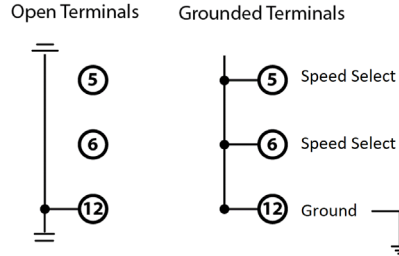 Open Terminals Grounded Terminals
5 5 Speed Select
6 6 Speed Select
12 12 Ground